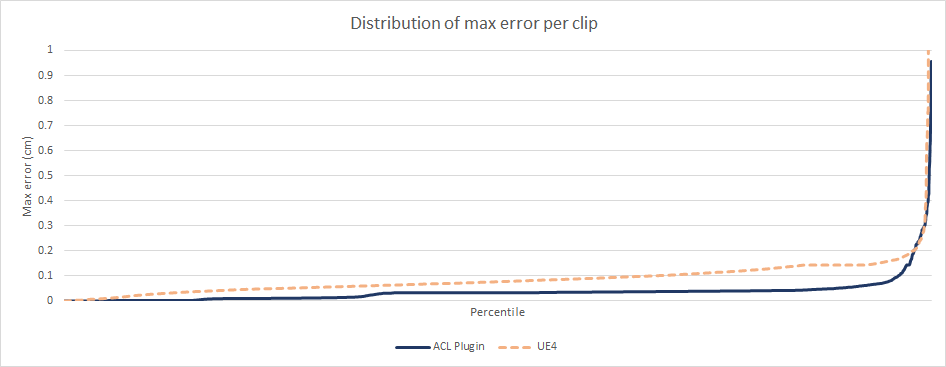 Distribution of max error per clip
1
0.9
0.8
0.7
0.6
0.5
0.4
0.3
0.2
0.1
0
Max error (cm)
Percentile
ACL Plugin
UE4